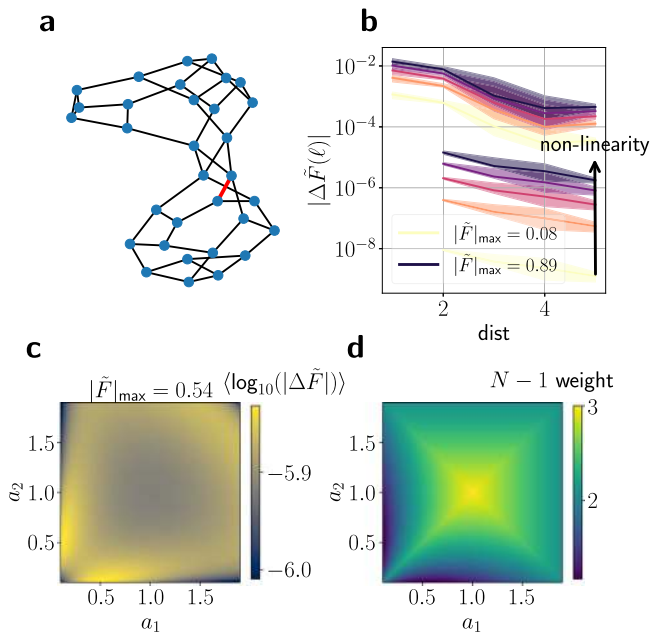 a
b
|ΔF̃(ℓ)|
10⁻²
10⁻⁴
10⁻⁶
10⁻⁸
non-linearity
|F̃|max = 0.08
|F̃|max = 0.89
2
4
dist
c
|F̃|max = 0.54
⟨log₁₀(|ΔF̃|)⟩
a₂
1.5
1.0
0.5
0.5
1.0
1.5
a₁
−5.9
−6.0
d
N − 1 weight
a₂
1.5
1.0
0.5
0.5
1.0
1.5
a₁
3
2